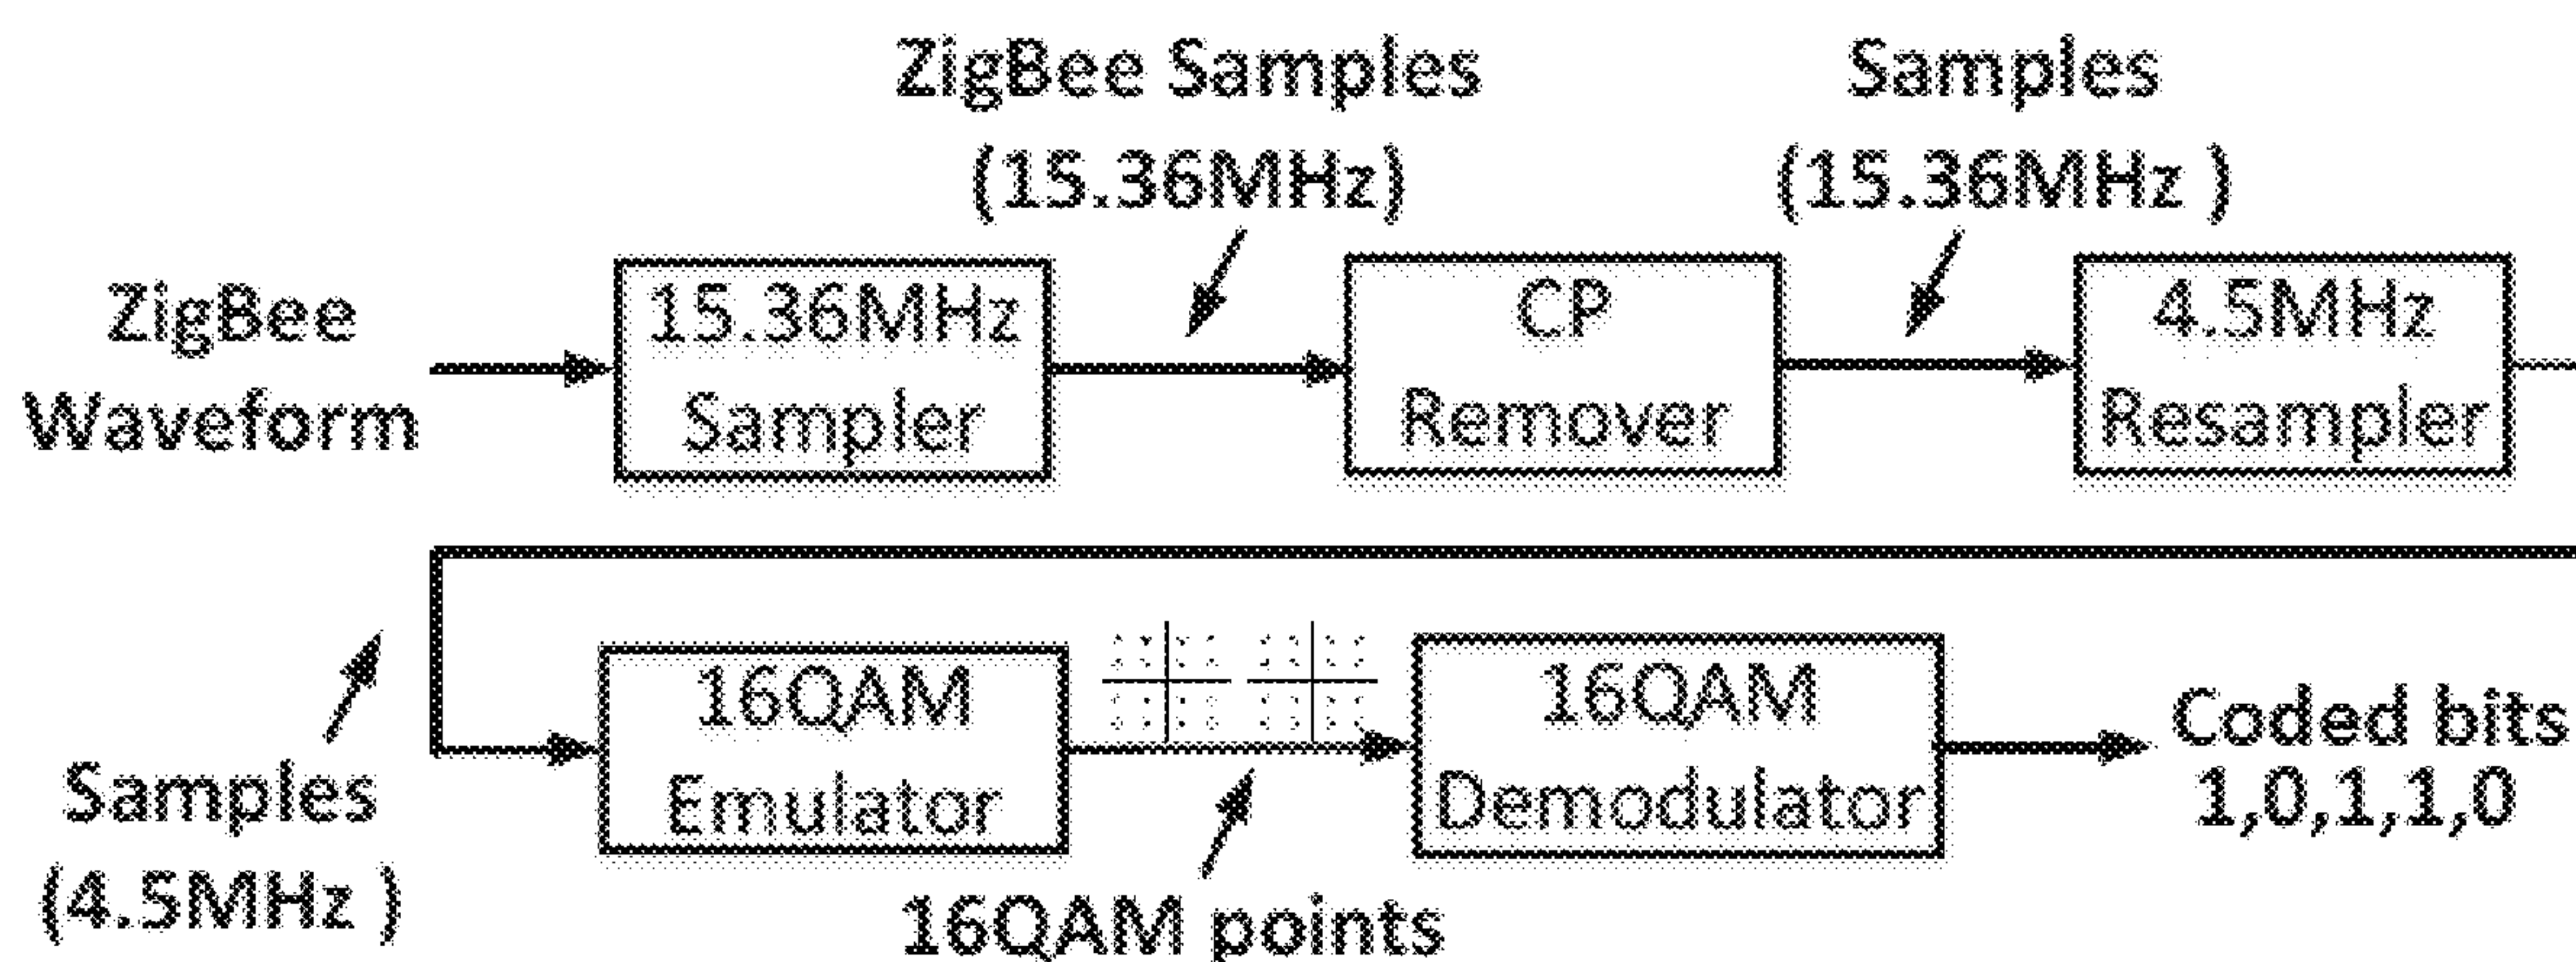 ZigBee Samples
(15.36MHz)
Samples
(15.36MHz )
ZigBee
Waveform
15.36MHz
Sampler
CP
Remover
4.5MHz
Resampler
Samples
(4.5MHz )
16QAM
Emulator
16QAM points
16QAM
Demodulator
Coded bits
1,0,1,1,0